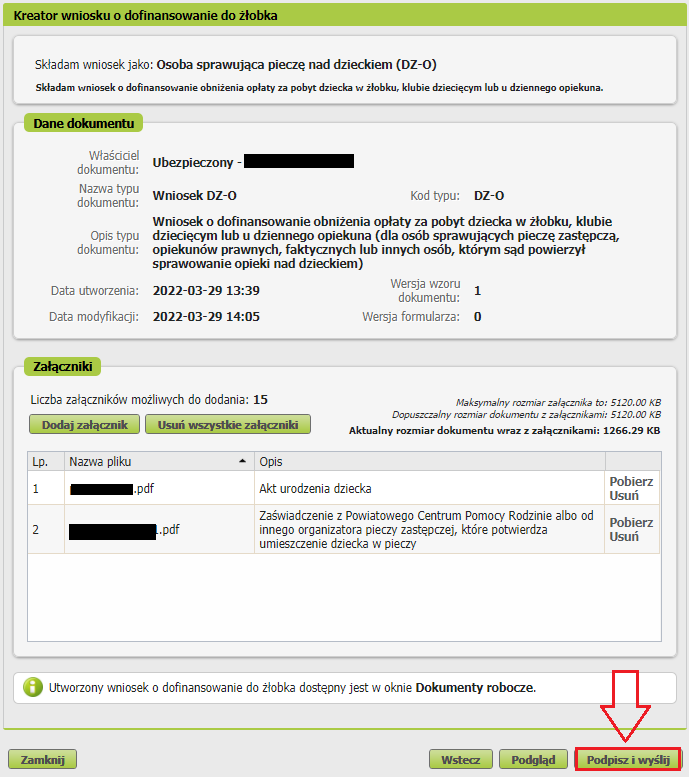 Kreator wniosku o dofinansowanie do żłobka
Składam wniosek jako: Osoba sprawująca pieczę nad dzieckiem (DZ-O)
Składam wniosek o dofinansowanie obniżenia opłaty za pobyt dziecka w żłobku, klubie dziecięcym lub u dziennego opiekuna.
Dane dokumentu
Właściciel dokumentu: Ubezpieczony -
Nazwa typu dokumentu: Wniosek DZ-O Kod typu: DZ-O
Opis typu dokumentu: Wniosek o dofinansowanie obniżenia opłaty za pobyt dziecka w żłobku, klubie
dziecięcym lub u dziennego opiekuna (dla osób sprawujących pieczę zastępczą,
opiekunów prawnych, faktycznych lub innych osób, którym sąd powierzył
sprawowanie opieki nad dzieckiem)
Data utworzenia: 2022-03-29 13:39 Wersja wzoru dokumentu: 1
Data modyfikacji: 2022-03-29 14:05 Wersja formularza: 0
Załączniki
Liczba załączników możliwych do dodania: 15
Maksymalny rozmiar załącznika to: 5120.00 KB
Dopuszczalny rozmiar dokumentu z załącznikami: 5120.00 KB
Dodaj załącznik Usuń wszystkie załączniki
Aktualny rozmiar dokumentu wraz z załącznikami: 1266.29 KB
Lp. Nazwa pliku Opis
1 .pdf Akt urodzenia dziecka Pobierz
Usuń
2 .pdf Zaświadczenie z Powiatowego Centrum Pomocy Rodzinie albo od
innego organizatora pieczy zastępczej, które potwierdza
umieszczenie dziecka w pieczy
Pobierz
Usuń
Utworzony wniosek o dofinansowanie do żłobka dostępny jest w oknie Dokumenty robocze.
Zamknij Wstecz Podgląd Podpisz i wyślij